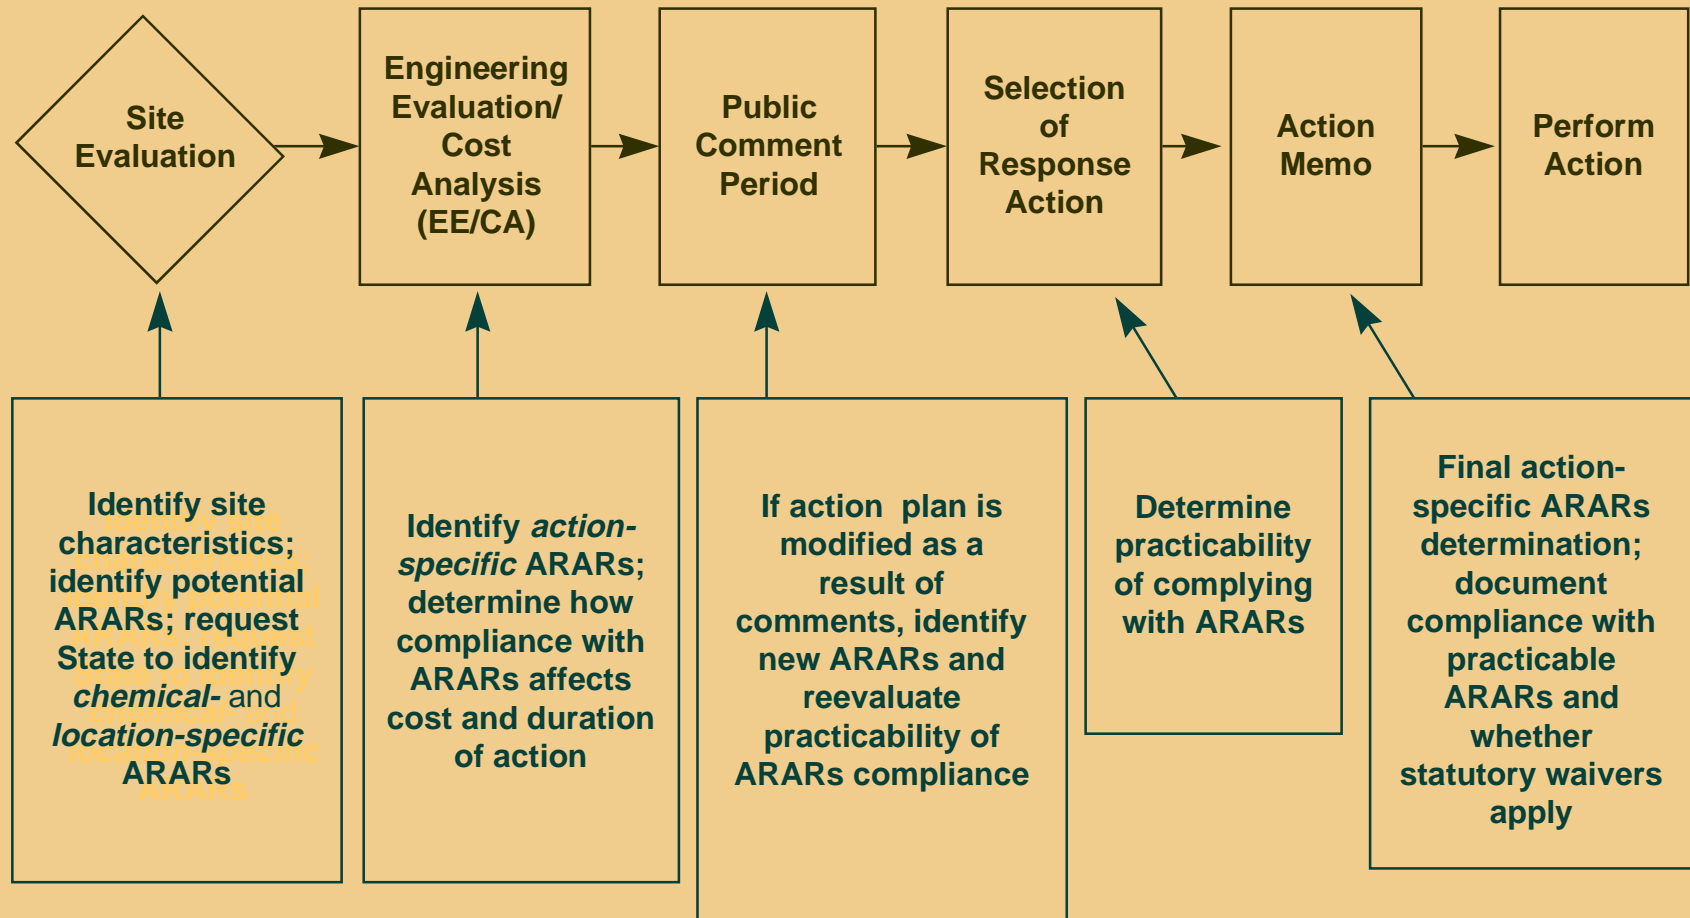 Site
Evaluation
Engineering
Evaluation/
Cost
Analysis
(EE/CA)
Public
Comment
Period
Selection
of
Response
Action
Action
Memo
Perform
Action
Identify site
characteristics;
identify potential
ARARs; request
State to identify
chemical- and
location-specific
ARARs
Identify action-
specific ARARs;
determine how
compliance with
ARARs affects
cost and duration
of action
If action plan is
modified as a
result of
comments, identify
new ARARs and
reevaluate
practicability of
ARARs compliance
Determine
practicability
of complying
with ARARs
Final action-
specific ARARs
determination;
document
compliance with
practicable
ARARs and
whether
statutory waivers
apply